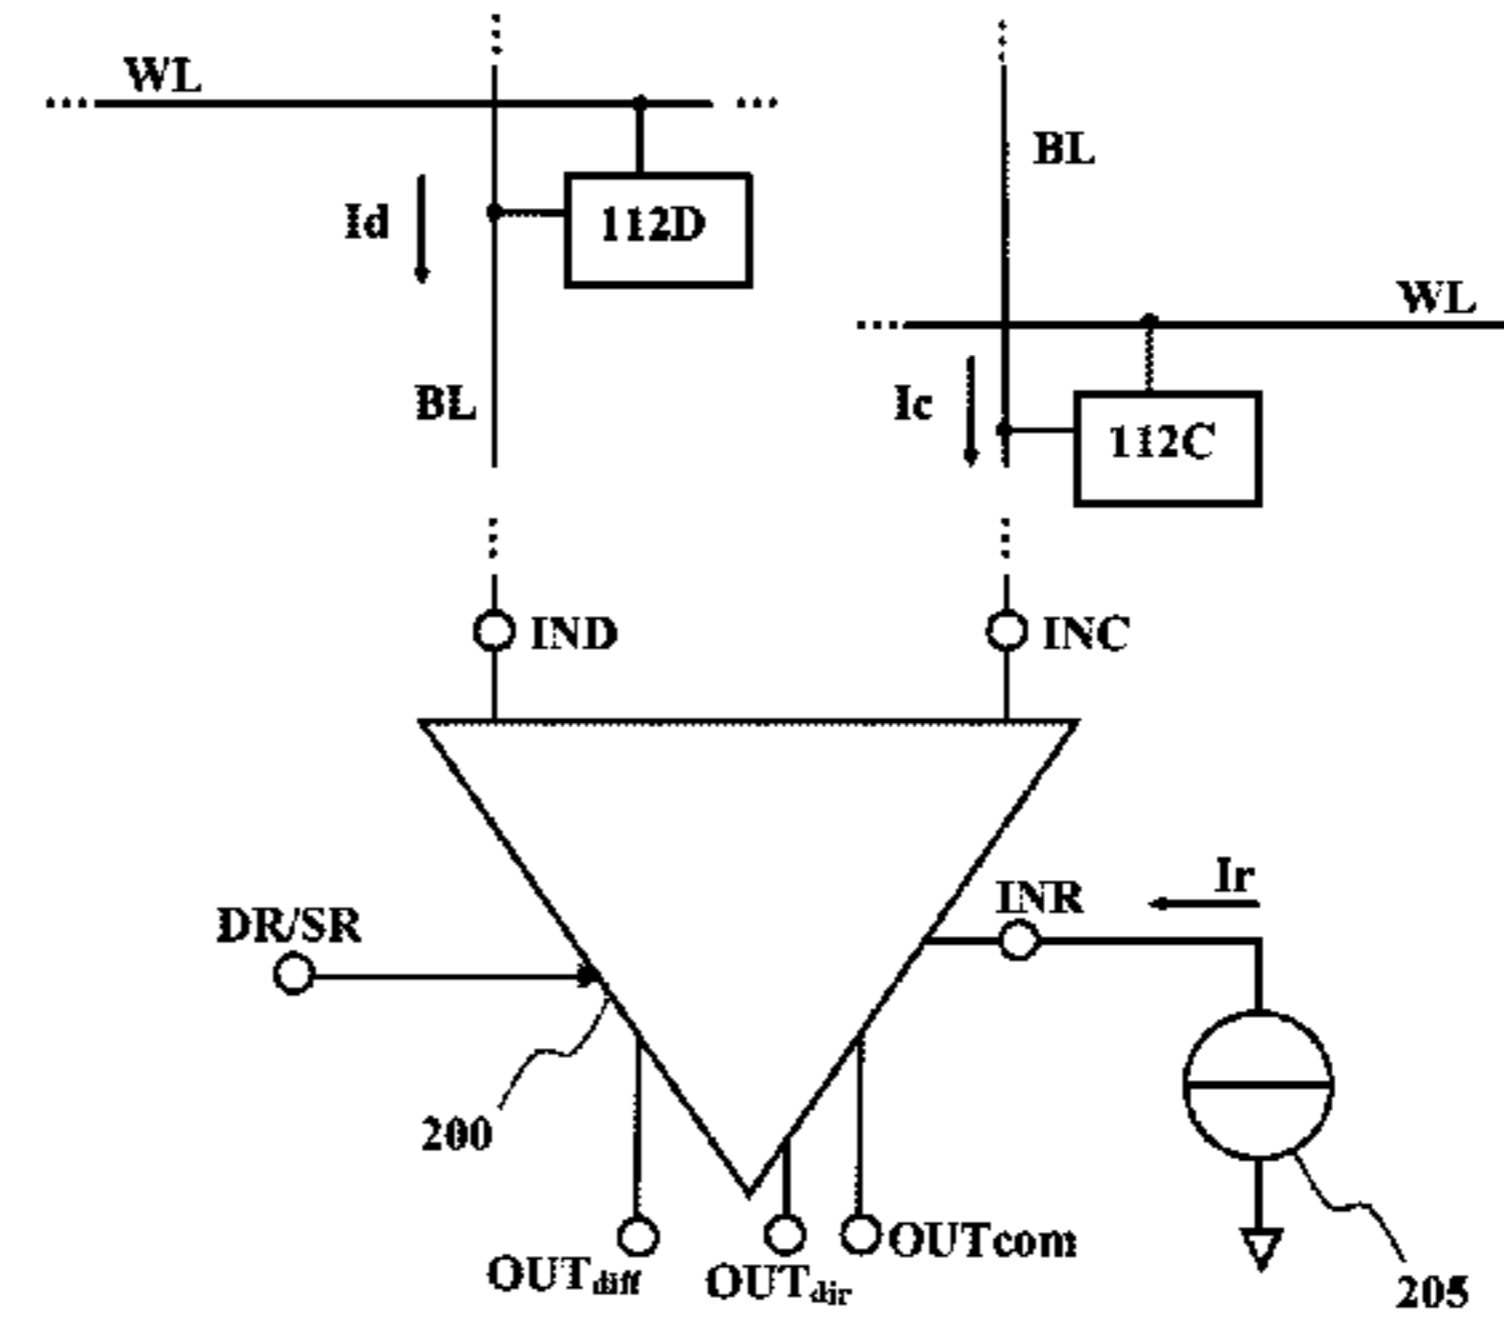 WL
BL
Id
112D
WL
BL
Ic
112C
IND
INC
Ir
INR
DR/SR
200
OUTdiff
OUTdir
OUTcom
205